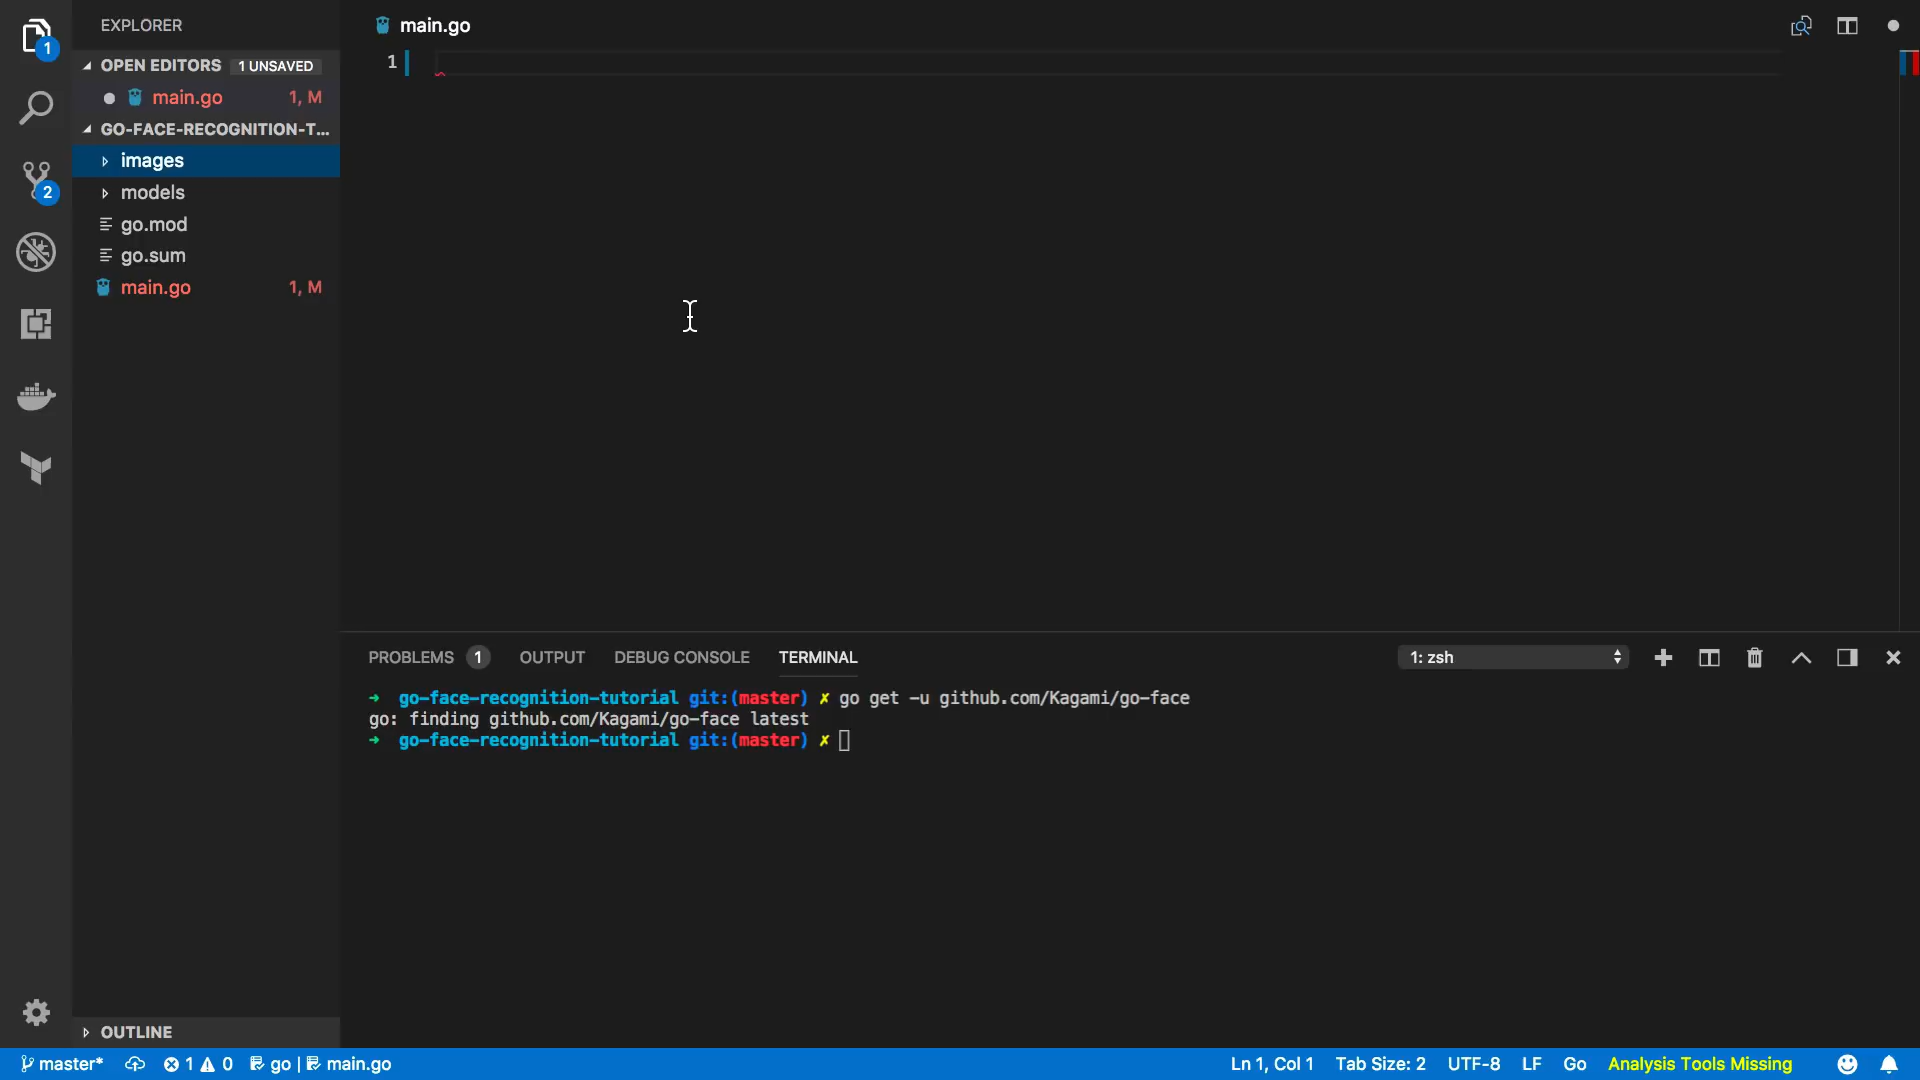 1
2
EXPLORER
OPEN EDITORS 1 UNSAVED
main.go 1, M
GO-FACE-RECOGNITION-T...
images
models
go.mod
go.sum
main.go 1, M
OUTLINE
main.go
1
PROBLEMS 1 OUTPUT DEBUG CONSOLE TERMINAL 1: zsh
→ go-face-recognition-tutorial git:(master) ✗ go get -u github.com/Kagami/go-face
go: finding github.com/Kagami/go-face latest
→ go-face-recognition-tutorial git:(master) ✗
master* 1 0 go | main.go Ln 1, Col 1 Tab Size: 2 UTF-8 LF Go Analysis Tools Missing